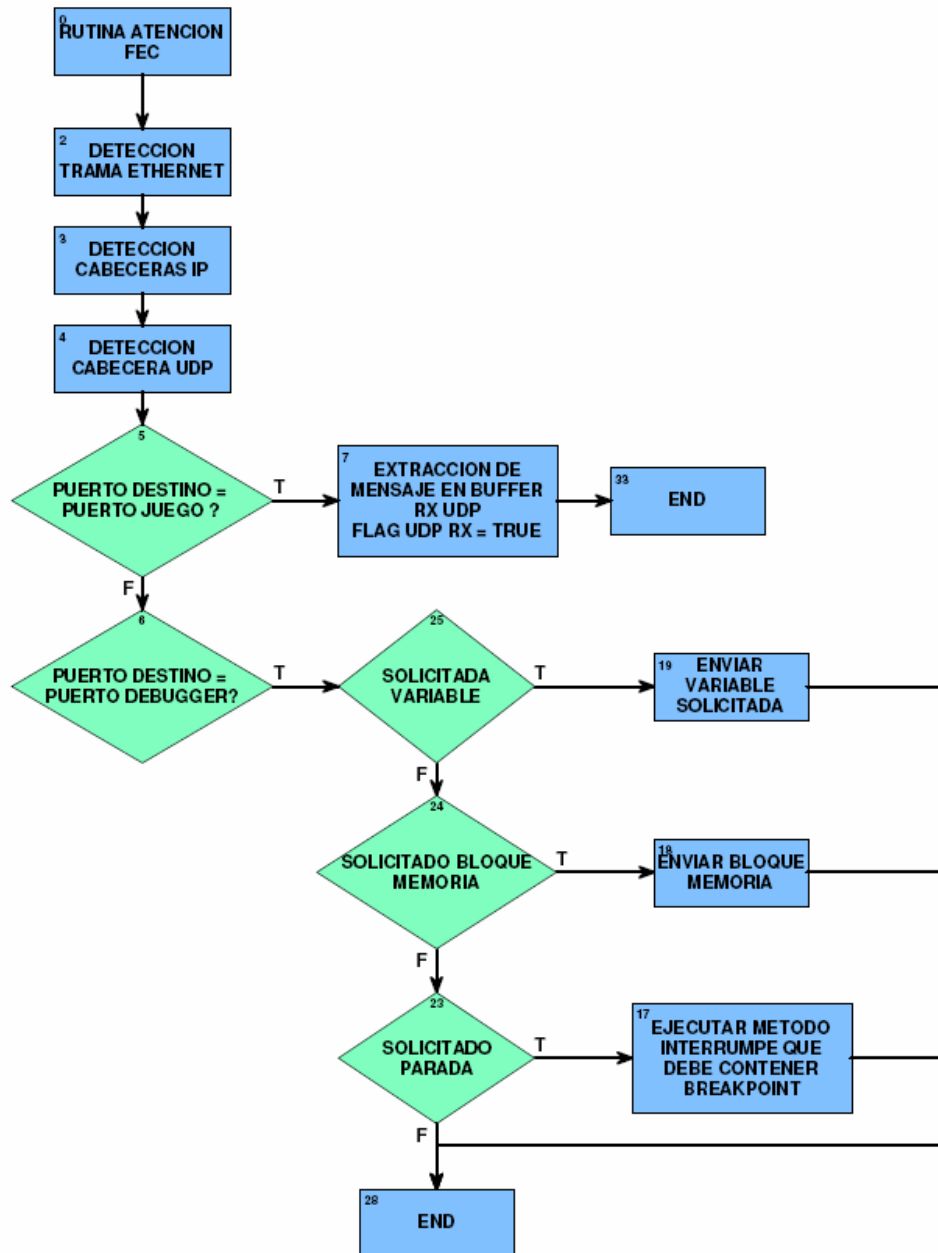 0
RUTINA ATENCION
FEC
2
DETECCION
TRAMA ETHERNET
3
DETECCION
CABECERAS IP
4
DETECCION
CABECERA UDP
5
PUERTO DESTINO =
PUERTO JUEGO ?
T
7
EXTRACCION DE
MENSAJE EN BUFFER
RX UDP
FLAG UDP RX = TRUE
33
END
F
6
PUERTO DESTINO =
PUERTO DEBUGGER?
T
25
SOLICITADA
VARIABLE
T
19
ENVIAR
VARIABLE
SOLICITADA
F
24
SOLICITADO BLOQUE
MEMORIA
T
18
ENVIAR BLOQUE
MEMORIA
F
23
SOLICITADO
PARADA
T
17
EJECUTAR METODO
INTERRUMPE QUE
DEBE CONTENER
BREAKPOINT
F
28
END